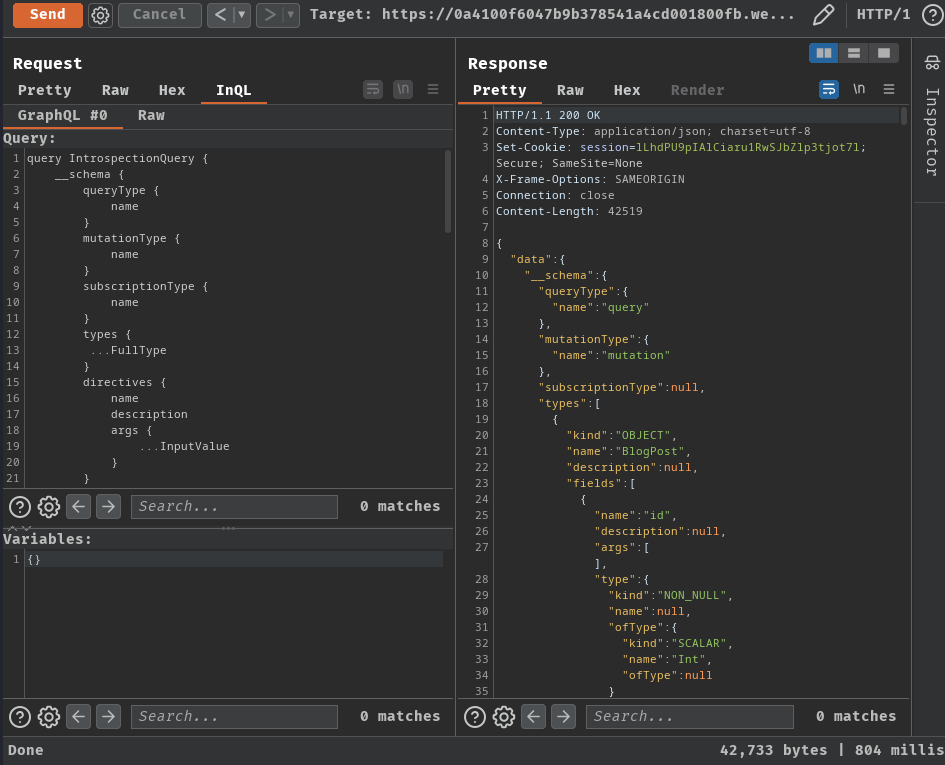 Send Cancel < ▼ > ▼ Target: https://0a4100f6047b9b378541a4cd001800fb.we... HTTP/1 ?
Request
Pretty Raw Hex InQL
\n
GraphQL #0 Raw
Query:
1 query IntrospectionQuery {
2 __schema {
3 queryType {
4 name
5 }
6 mutationType {
7 name
8 }
9 subscriptionType {
10 name
11 }
12 types {
13 ...FullType
14 }
15 directives {
16 name
17 description
18 args {
19 ...InputValue
20 }
21 }
? Search... 0 matches
Variables:
1 {}
? Search... 0 matches
Response
Pretty Raw Hex Render
\n
1 HTTP/1.1 200 OK
2 Content-Type: application/json; charset=utf-8
3 Set-Cookie: session=lLhdPU9pIAlCiaru1RwSJbZlp3tjot7l;
Secure; SameSite=None
4 X-Frame-Options: SAMEORIGIN
5 Connection: close
6 Content-Length: 42519
7
8 {
9 "data":{
10 "__schema":{
11 "queryType":{
12 "name":"query"
13 },
14 "mutationType":{
15 "name":"mutation"
16 },
17 "subscriptionType":null,
18 "types":[
19 {
20 "kind":"OBJECT",
21 "name":"BlogPost",
22 "description":null,
23 "fields":[
24 {
25 "name":"id",
26 "description":null,
27 "args":[
],
28 "type":{
29 "kind":"NON_NULL",
30 "name":null,
31 "ofType":{
32 "kind":"SCALAR",
33 "name":"Int",
34 "ofType":null
35 }
? Search... 0 matches
Inspector
Done
42,733 bytes | 804 millis